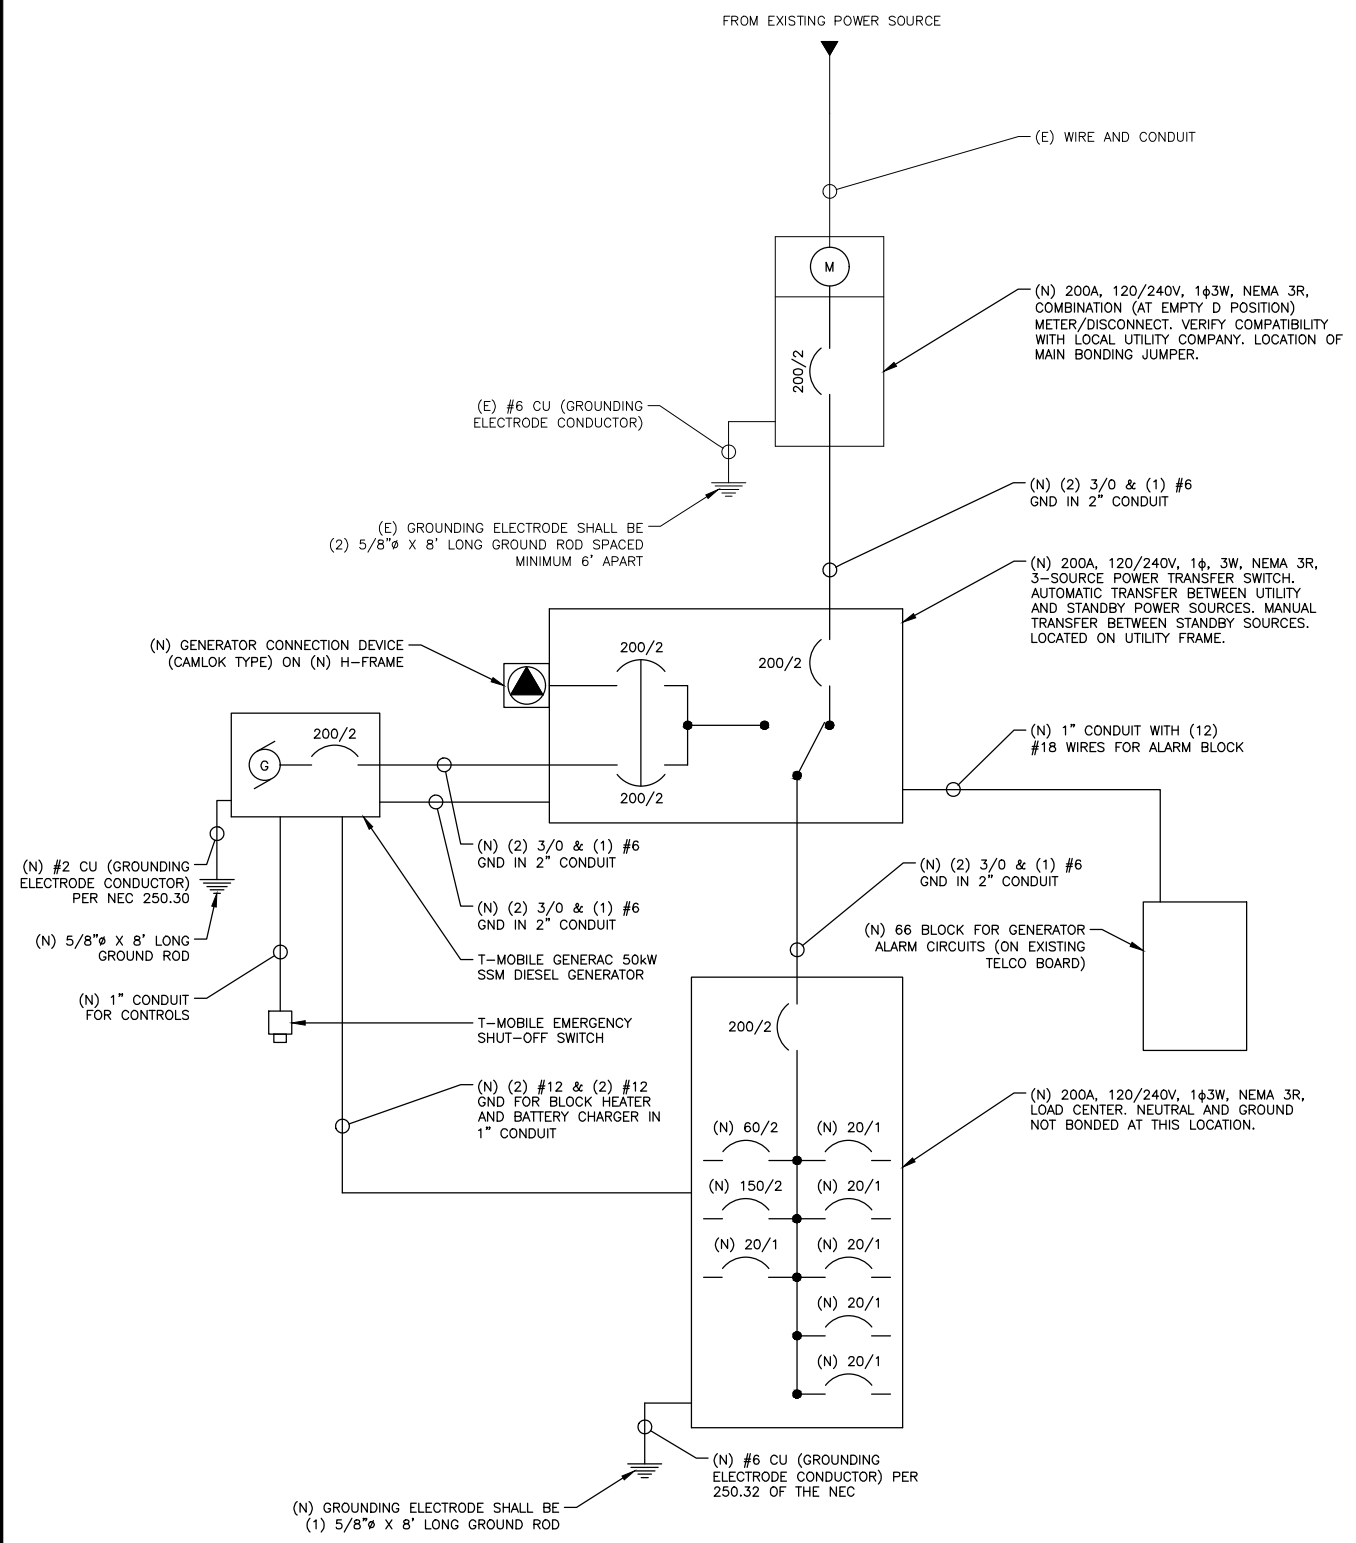 FROM EXISTING POWER SOURCE
(E) WIRE AND CONDUIT
M
(N) 200A, 120/240V, 1ϕ3W, NEMA 3R,
COMBINATION (AT EMPTY D POSITION)
METER/DISCONNECT. VERIFY COMPATIBILITY
WITH LOCAL UTILITY COMPANY. LOCATION OF
MAIN BONDING JUMPER.
200/2
(E) #6 CU (GROUNDING
ELECTRODE CONDUCTOR)
(E) GROUNDING ELECTRODE SHALL BE
(2) 5/8"ø X 8' LONG GROUND ROD SPACED
MINIMUM 6' APART
(N) (2) 3/0 & (1) #6
GND IN 2" CONDUIT
(N) 200A, 120/240V, 1ϕ, 3W, NEMA 3R,
3-SOURCE POWER TRANSFER SWITCH.
AUTOMATIC TRANSFER BETWEEN UTILITY
AND STANDBY POWER SOURCES. MANUAL
TRANSFER BETWEEN STANDBY SOURCES.
LOCATED ON UTILITY FRAME.
(N) GENERATOR CONNECTION DEVICE
(CAMLOK TYPE) ON (N) H-FRAME
200/2
200/2
200/2
G
200/2
(N) 1" CONDUIT WITH (12)
#18 WIRES FOR ALARM BLOCK
(N) (2) 3/0 & (1) #6
GND IN 2" CONDUIT
(N) (2) 3/0 & (1) #6
GND IN 2" CONDUIT
(N) #2 CU (GROUNDING
ELECTRODE CONDUCTOR)
PER NEC 250.30
(N) 5/8"ø X 8' LONG
GROUND ROD
(N) 1" CONDUIT
FOR CONTROLS
T-MOBILE GENERAC 50kW
SSM DIESEL GENERATOR
T-MOBILE EMERGENCY
SHUT-OFF SWITCH
(N) (2) 3/0 & (1) #6
GND IN 2" CONDUIT
(N) 66 BLOCK FOR GENERATOR
ALARM CIRCUITS (ON EXISTING
TELCO BOARD)
200/2
(N) (2) #12 & (2) #12
GND FOR BLOCK HEATER
AND BATTERY CHARGER IN
1" CONDUIT
(N) 200A, 120/240V, 1ϕ3W, NEMA 3R,
LOAD CENTER. NEUTRAL AND GROUND
NOT BONDED AT THIS LOCATION.
(N) 60/2
(N) 20/1
(N) 150/2
(N) 20/1
(N) 20/1
(N) 20/1
(N) 20/1
(N) 20/1
(N) #6 CU (GROUNDING
ELECTRODE CONDUCTOR) PER
250.32 OF THE NEC
(N) GROUNDING ELECTRODE SHALL BE
(1) 5/8"ø X 8' LONG GROUND ROD